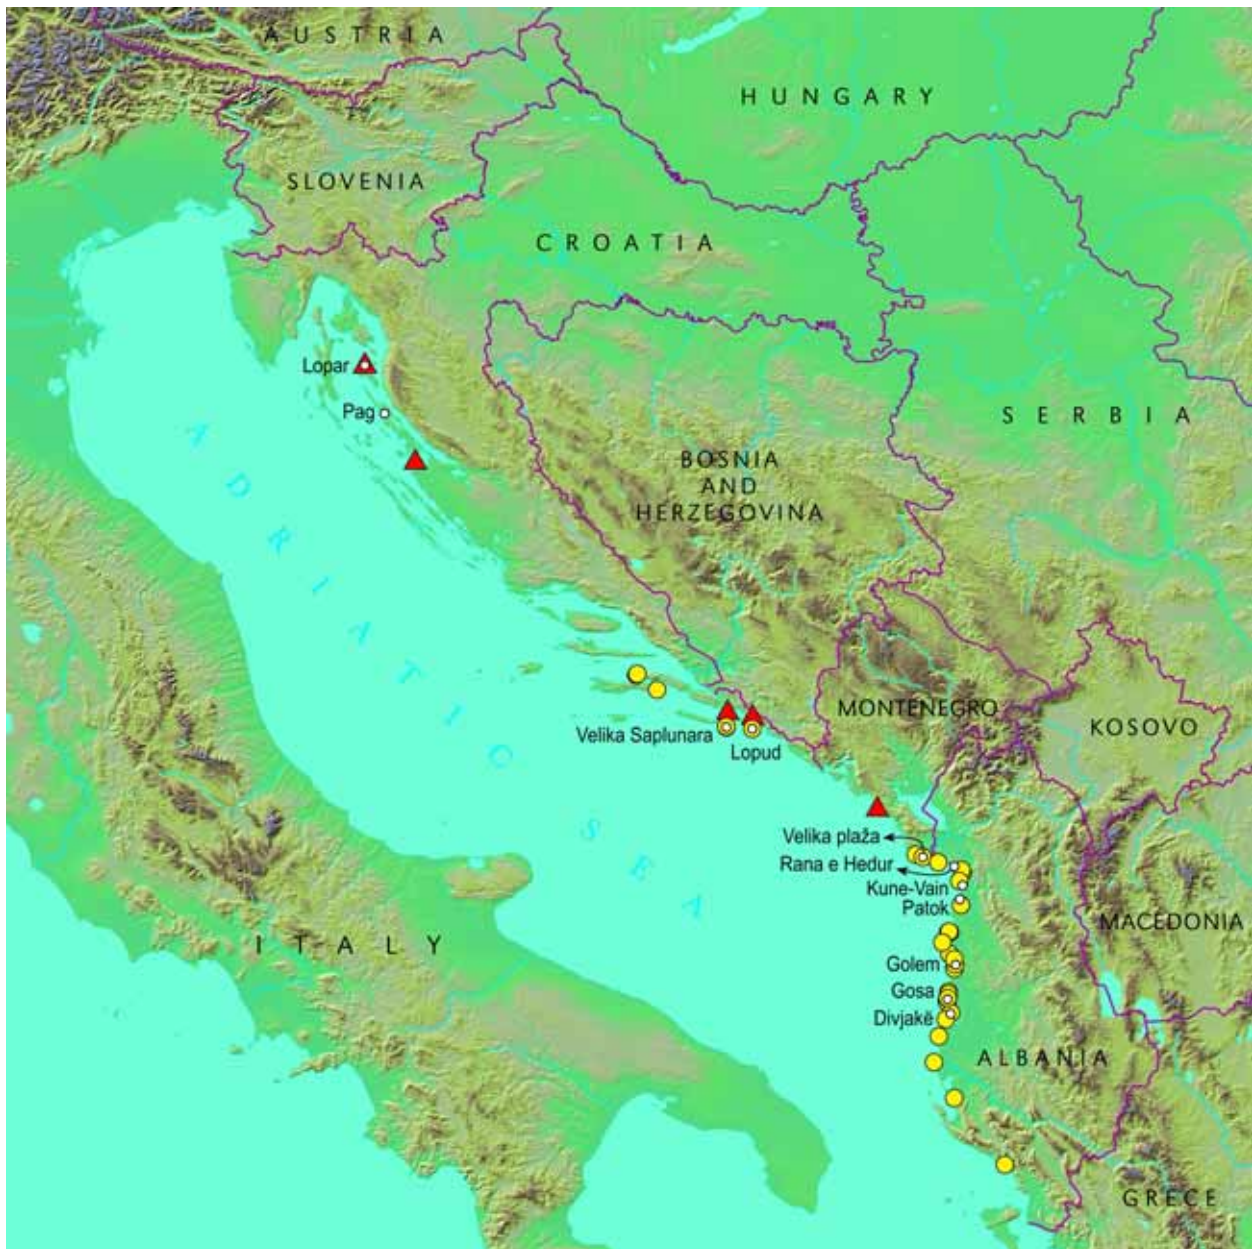 AUSTRIA
HUNGARY
SLOVENIA
CROATIA
Lopar
Pag
SERBIA
BOSNIA
AND
HERZEGOVINA
ADRIATIC SEA
MONTENEGRO
KOSOVO
Velika Saplunara
Lopud
Velika plaža
Rana e Hedur
Kune-Vain
Patok
MACEDONIA
ITALY
Golem
Gosa
Divjakë
ALBANIA
GRECE